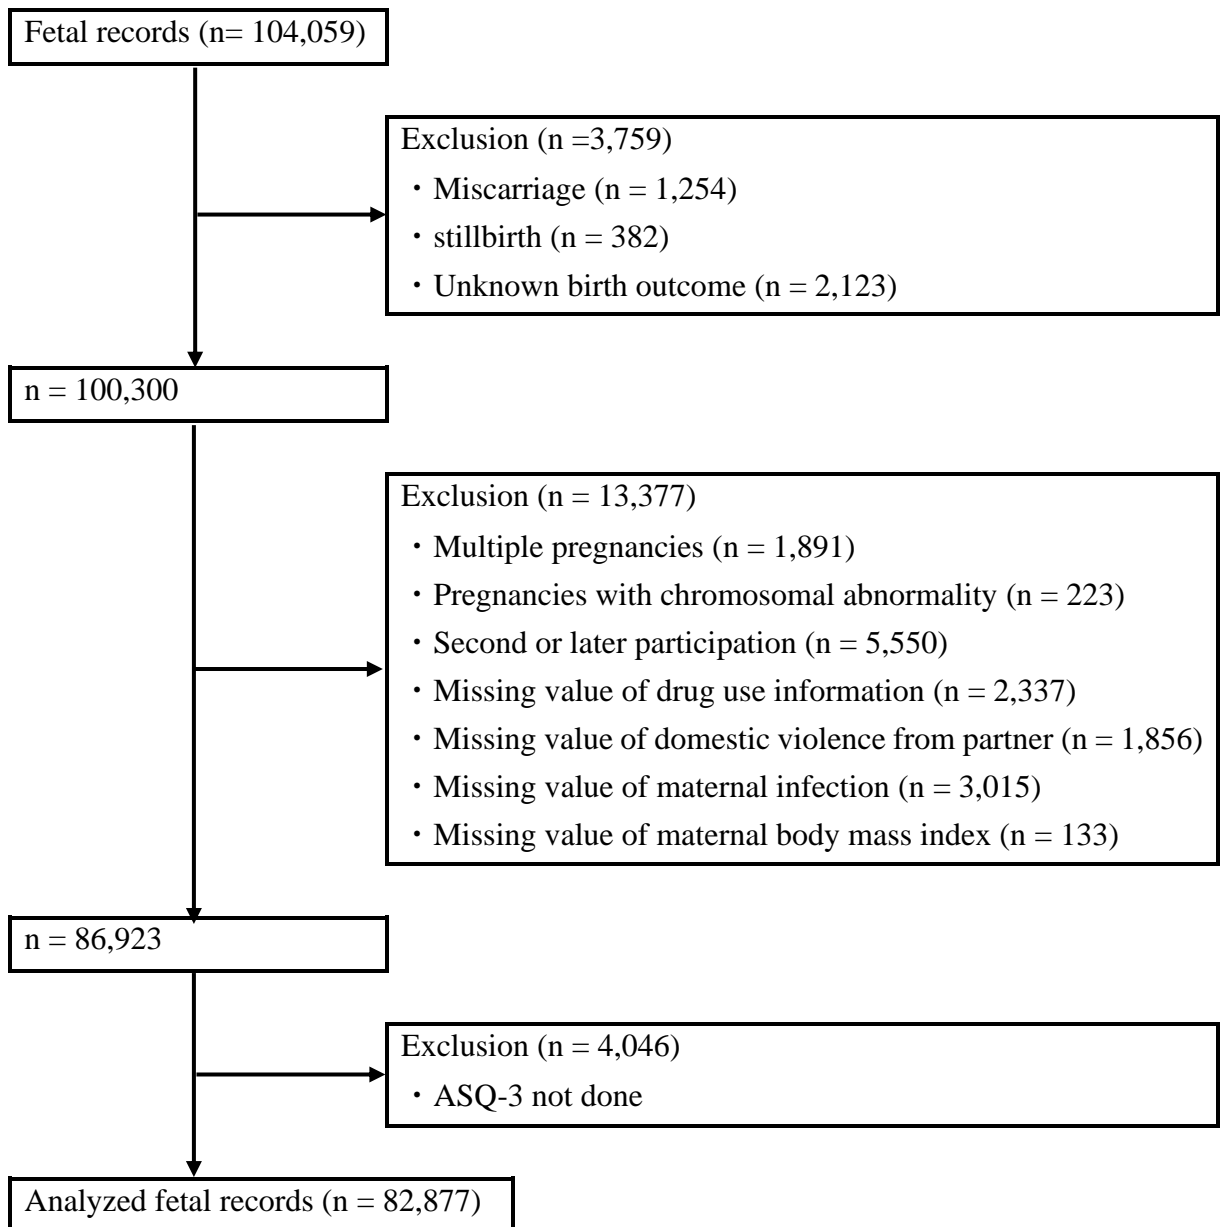 Fetal records (n= 104,059)
Exclusion (n =3,759)
・Miscarriage (n = 1,254)
・stillbirth (n = 382)
・Unknown birth outcome (n = 2,123)
n = 100,300
Exclusion (n = 13,377)
・Multiple pregnancies (n = 1,891)
・Pregnancies with chromosomal abnormality (n = 223)
・Second or later participation (n = 5,550)
・Missing value of drug use information (n = 2,337)
・Missing value of domestic violence from partner (n = 1,856)
・Missing value of maternal infection (n = 3,015)
・Missing value of maternal body mass index (n = 133)
n = 86,923
Exclusion (n = 4,046)
・ASQ-3 not done
Analyzed fetal records (n = 82,877)